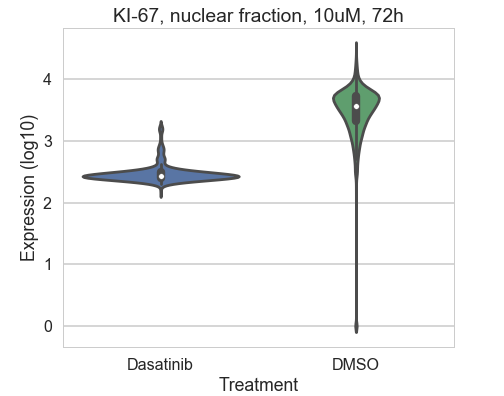 KI-67, nuclear fraction, 10uM, 72h
4
3
2
1
0
Expression (log10)
Dasatinib
DMSO
Treatment